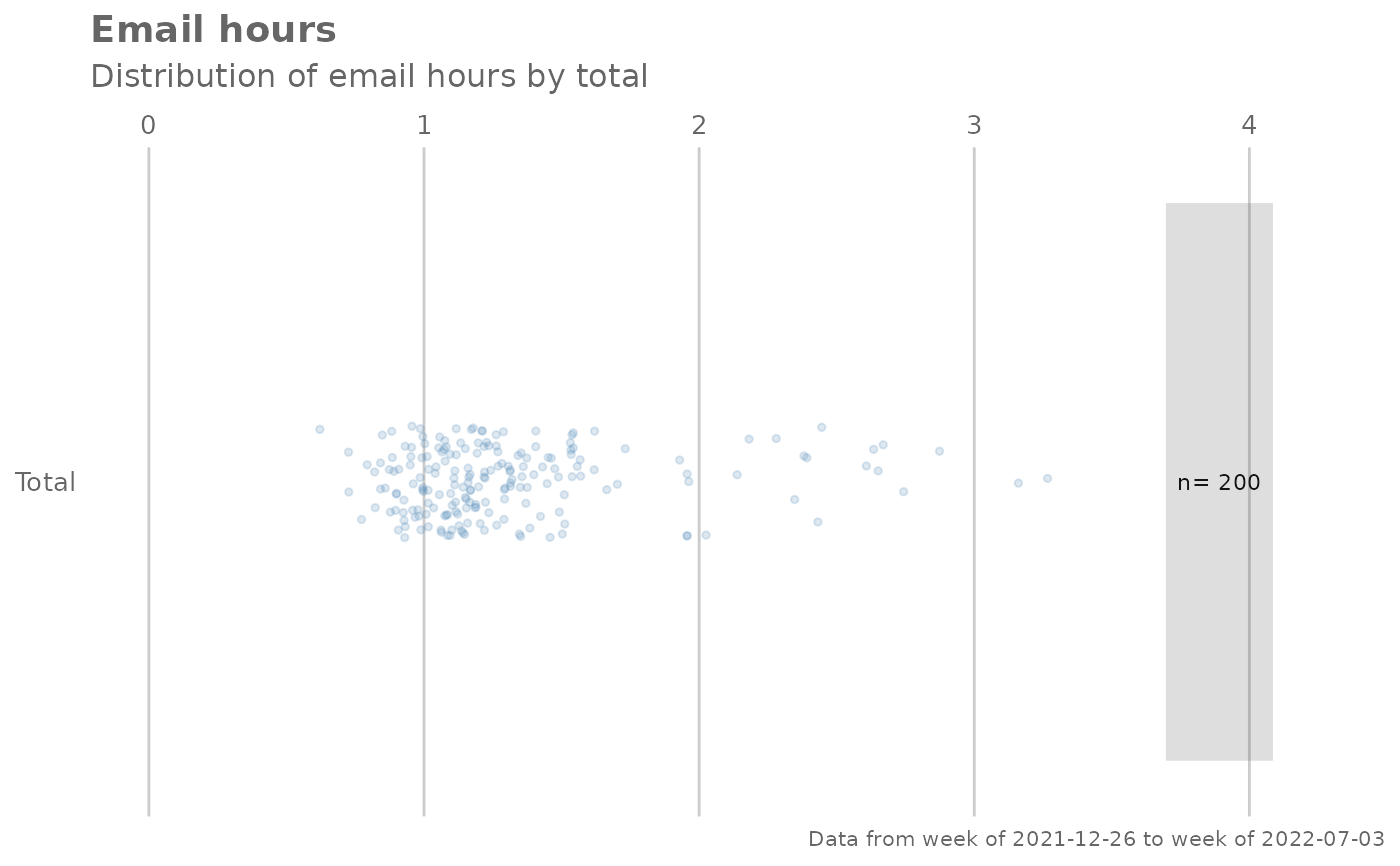 Email hours
Distribution of email hours by total
0 1 2 3 4
Total
n= 200
Data from week of 2021-12-26 to week of 2022-07-03